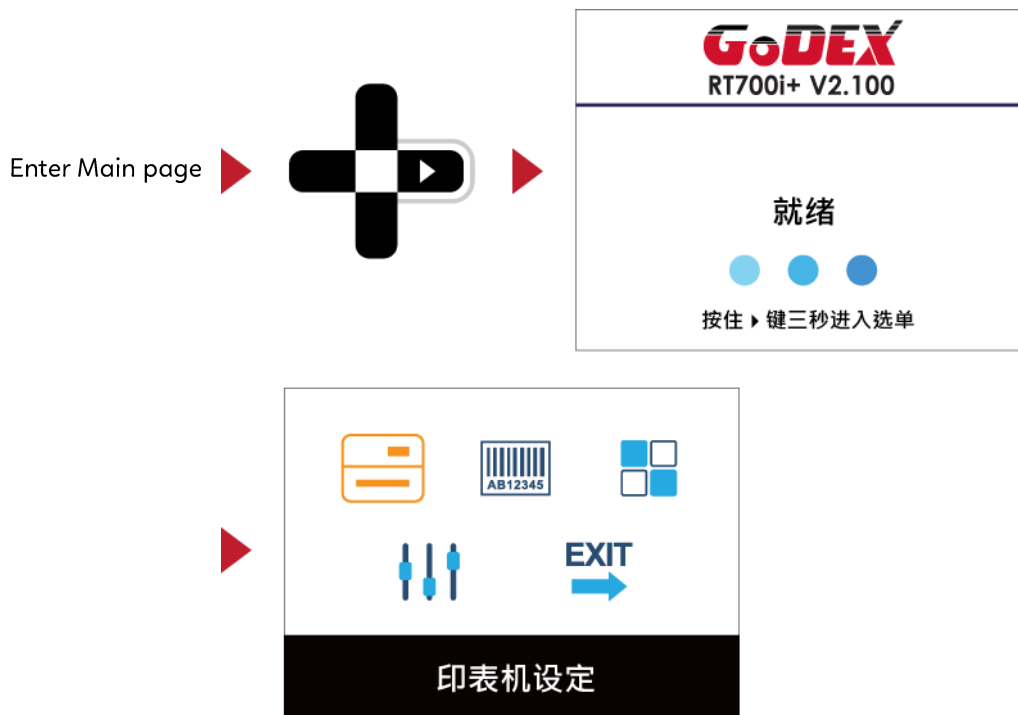 Enter Main page
GoDEX
RT700i+ V2.100
就绪
按住 ▶ 键三秒进入选单
AB12345
EXIT
印表机设定